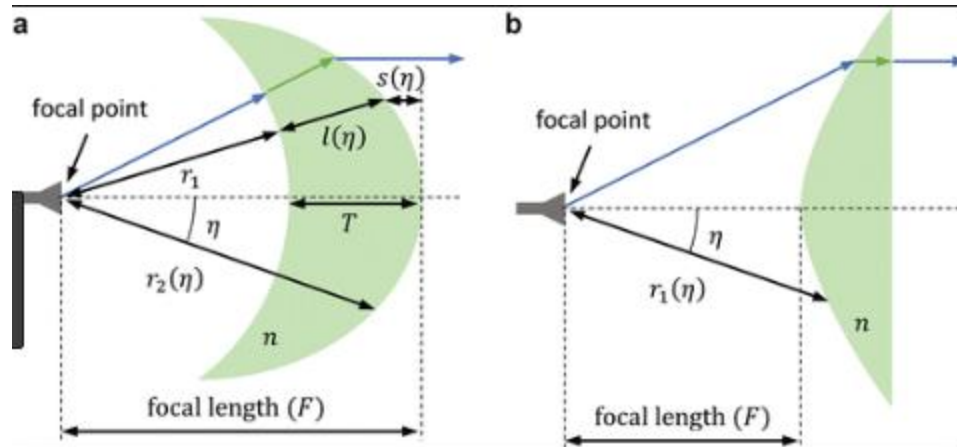 a
focal point
s(η)
l(η)
r₁
η
T
r₂(η)
n
focal length (F)
b
focal point
η
r₁(η)
n
focal length (F)